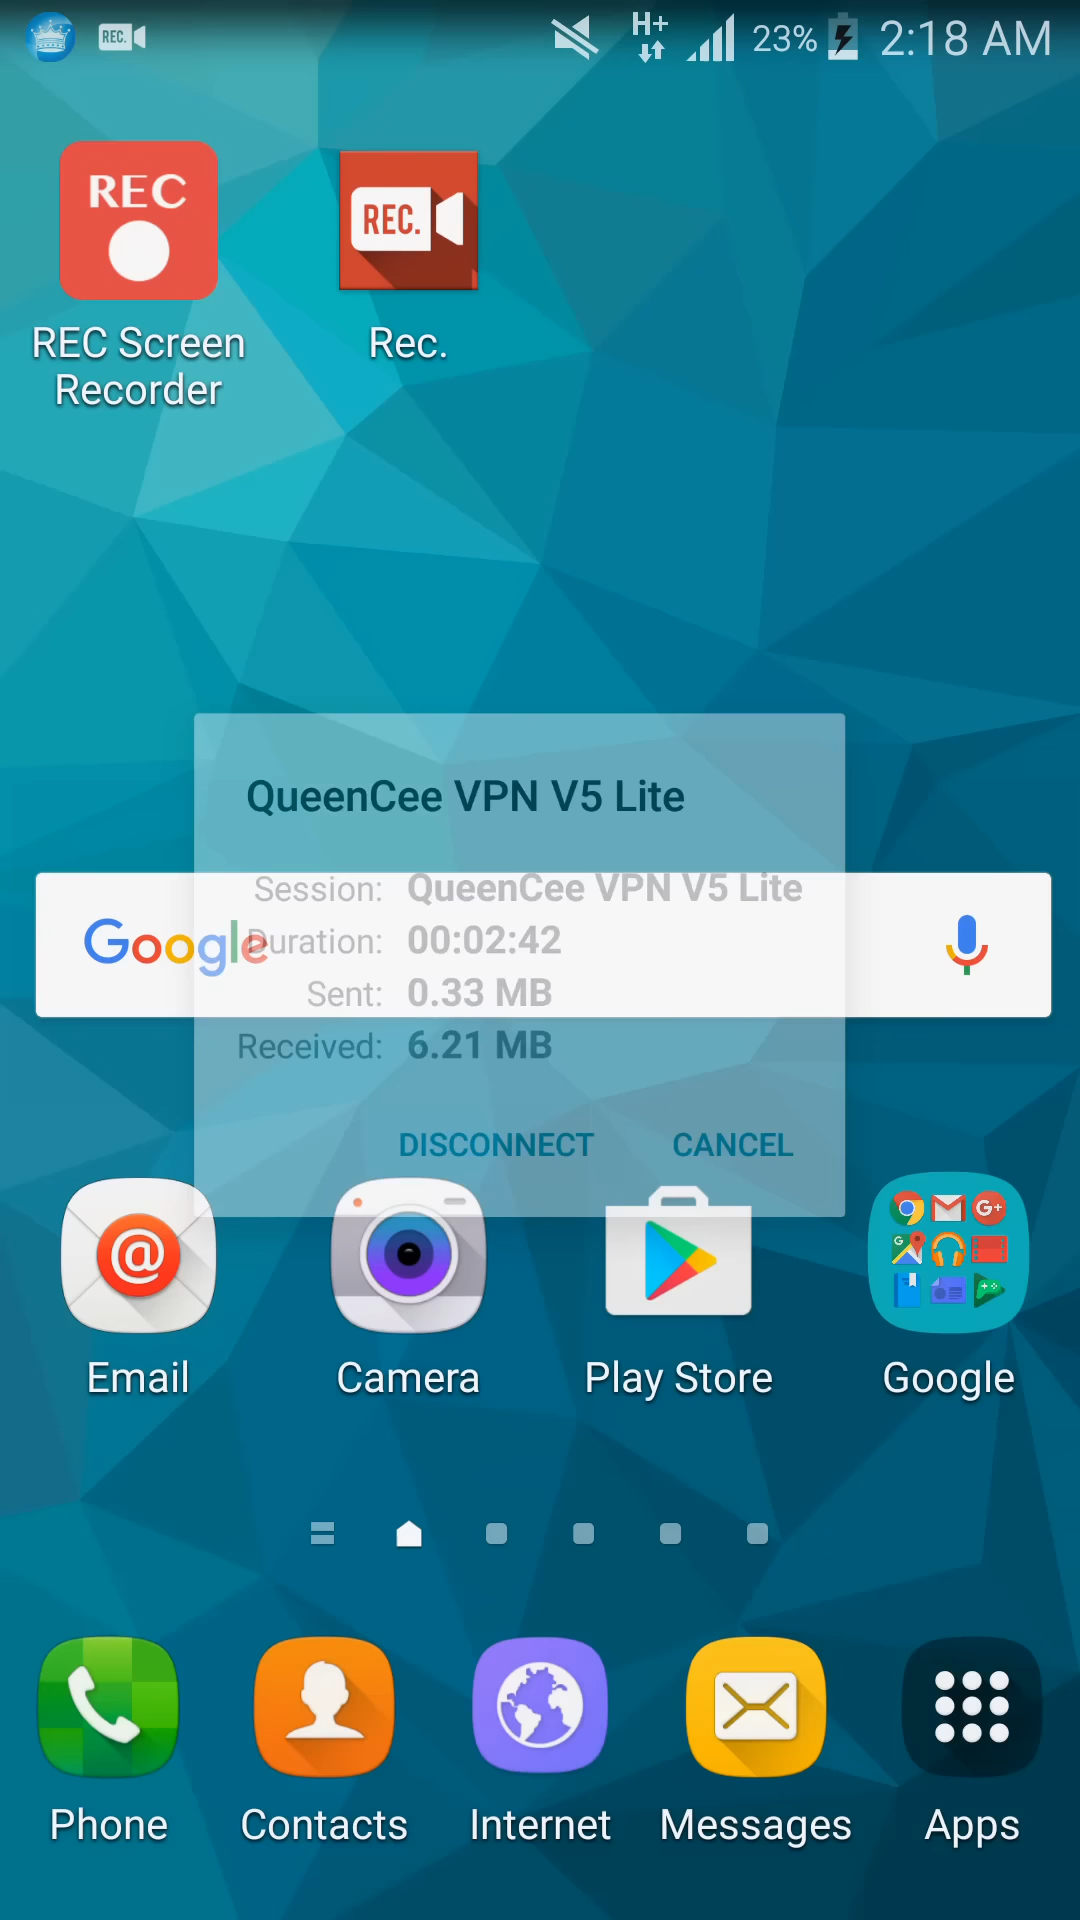 REC.
H+
23%
2:18 AM
REC
REC.
REC Screen
Recorder
Rec.
QueenCee VPN V5 Lite
Session: QueenCee VPN V5 Lite
Google
Duration: 00:02:42
Sent: 0.33 MB
Received: 6.21 MB
DISCONNECT
CANCEL
@
G+
G
Email
Camera
Play Store
Google
Phone
Contacts
Internet
Messages
Apps